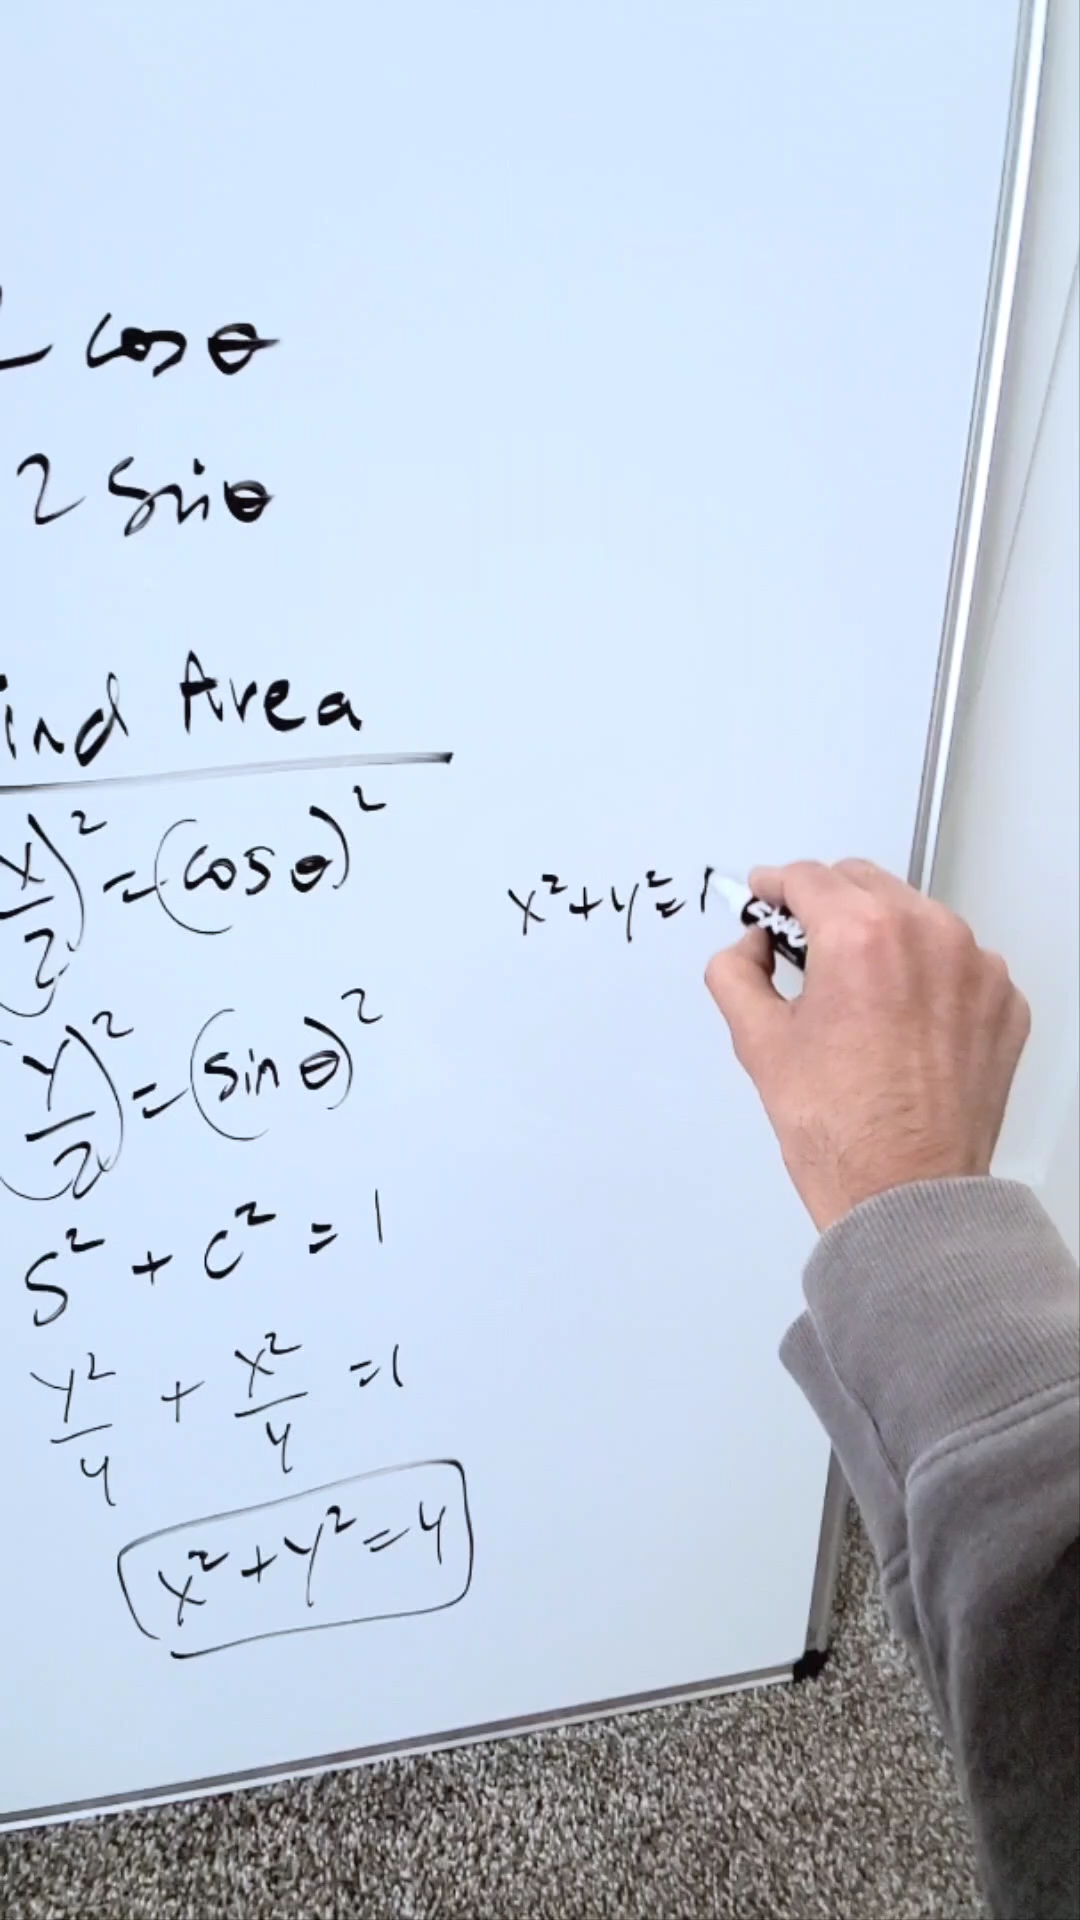 2 cos θ
2 sin θ
ind Area
(x/2)² = (cos θ)²
(y/2)² = (sin θ)²
x² + y² = 1
S² + C² = 1
y²/4 + x²/4 = 1
x² + y² = 4